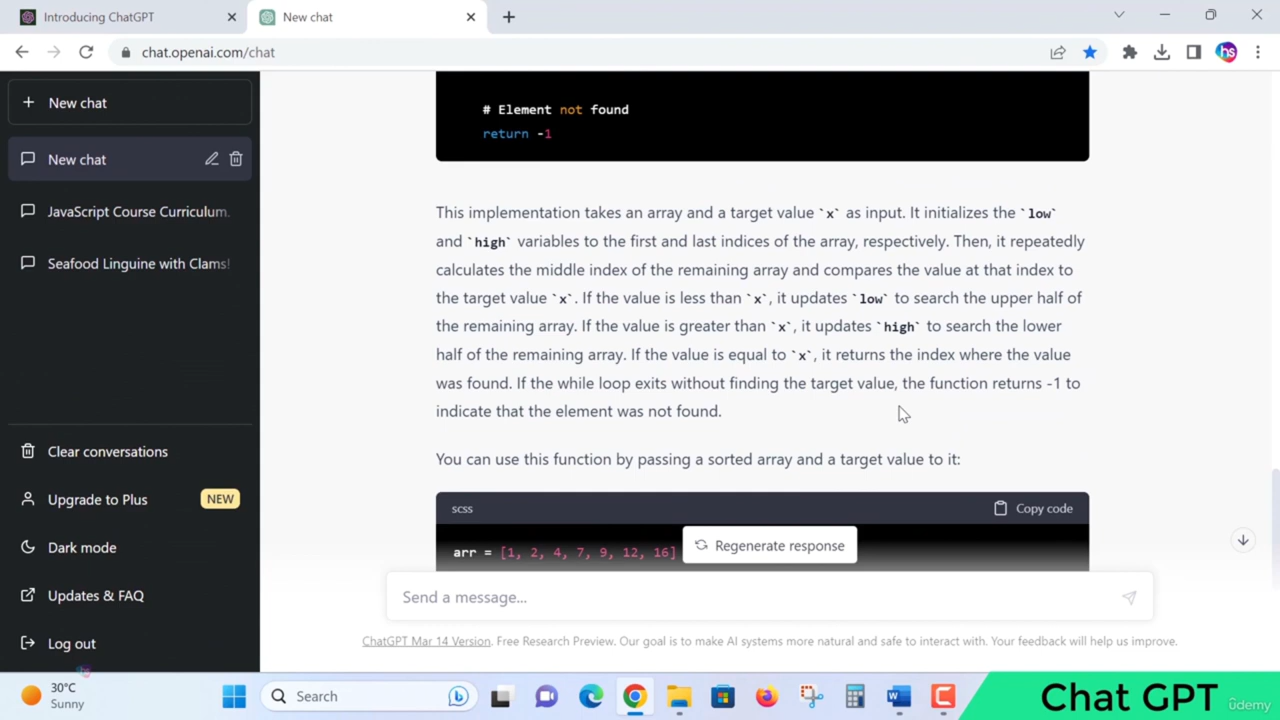 Introducing ChatGPT
New chat
chat.openai.com/chat
hs
New chat
New chat
JavaScript Course Curriculum.
Seafood Linguine with Clams!
Clear conversations
Upgrade to Plus NEW
Dark mode
Updates & FAQ
Log out
# Element not found
return -1
This implementation takes an array and a target value `x` as input. It initializes the `low`
and `high` variables to the first and last indices of the array, respectively. Then, it repeatedly
calculates the middle index of the remaining array and compares the value at that index to
the target value `x`. If the value is less than `x`, it updates `low` to search the upper half of
the remaining array. If the value is greater than `x`, it updates `high` to search the lower
half of the remaining array. If the value is equal to `x`, it returns the index where the value
was found. If the while loop exits without finding the target value, the function returns -1 to
indicate that the element was not found.
You can use this function by passing a sorted array and a target value to it:
scss Copy code
arr = [1, 2, 4, 7, 9, 12, 16]
Regenerate response
Send a message...
ChatGPT Mar 14 Version. Free Research Preview. Our goal is to make AI systems more natural and safe to interact with. Your feedback will help us improve.
30°C
Sunny
Search
Chat GPT
ûdemy